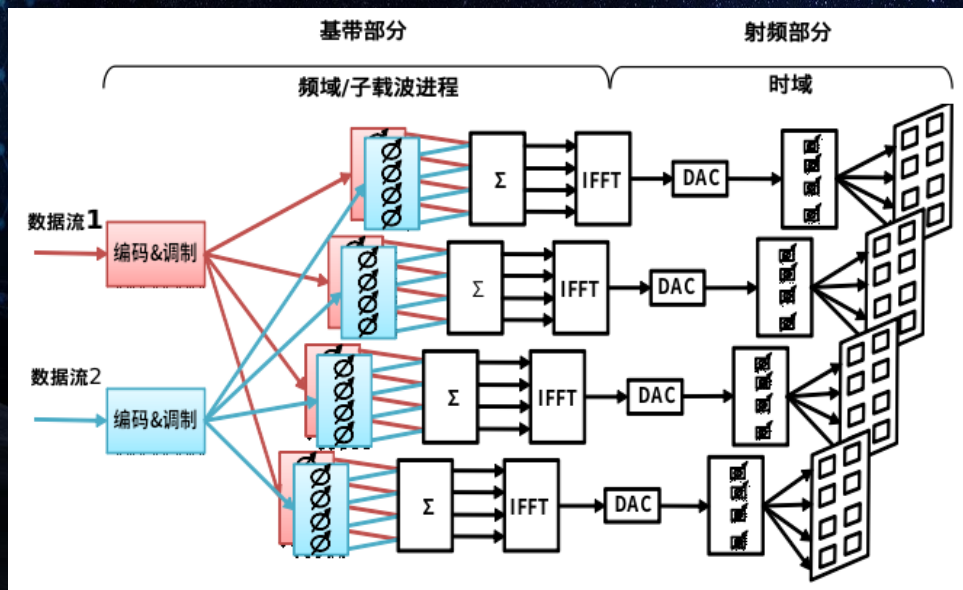 基带部分
射频部分
频域/子载波进程
时域
数据流1
编码&调制
数据流2
编码&调制
Σ
IFFT
DAC
Σ
IFFT
DAC
Σ
IFFT
DAC
Σ
IFFT
DAC